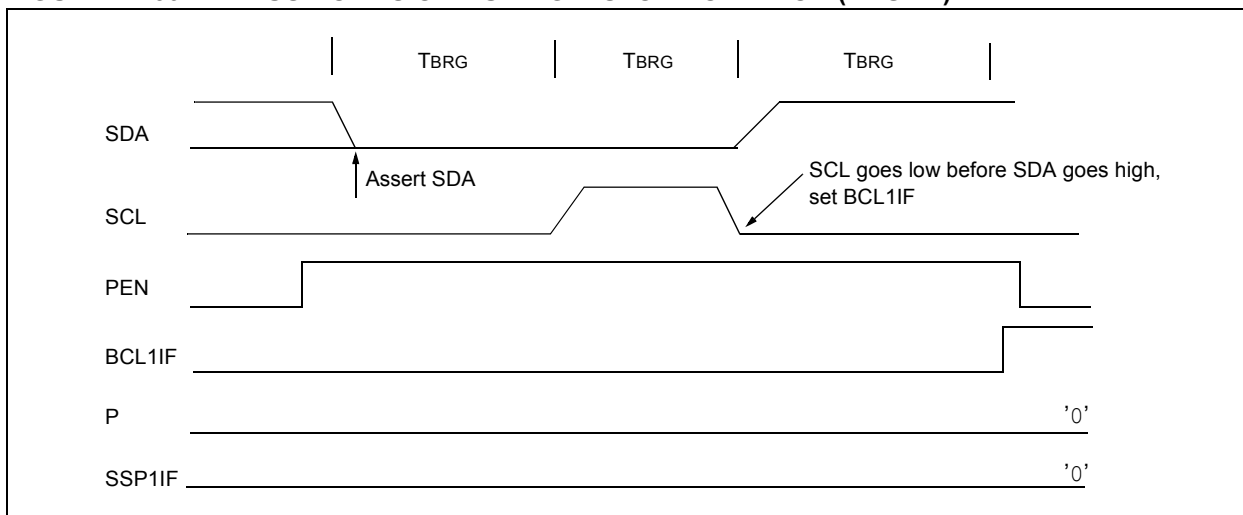 TBRG TBRG TBRG
SDA
Assert SDA
SCL goes low before SDA goes high,
set BCL1IF
SCL
PEN
BCL1IF
P '0'
SSP1IF '0'